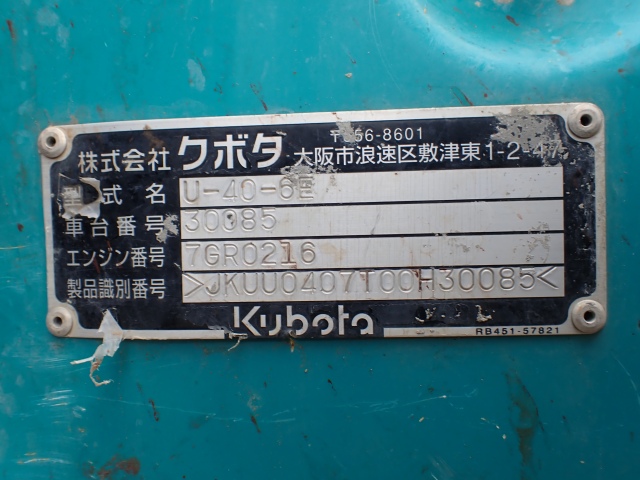 〒556-8601
株式会社 クボタ 大阪市浪速区敷津東1-2-47
型式名 U-40-6E
車台番号 30085
エンジン番号 7GR0216
製品識別番号 >JKUU0407T00H30085<
Kubota
RB451-57821